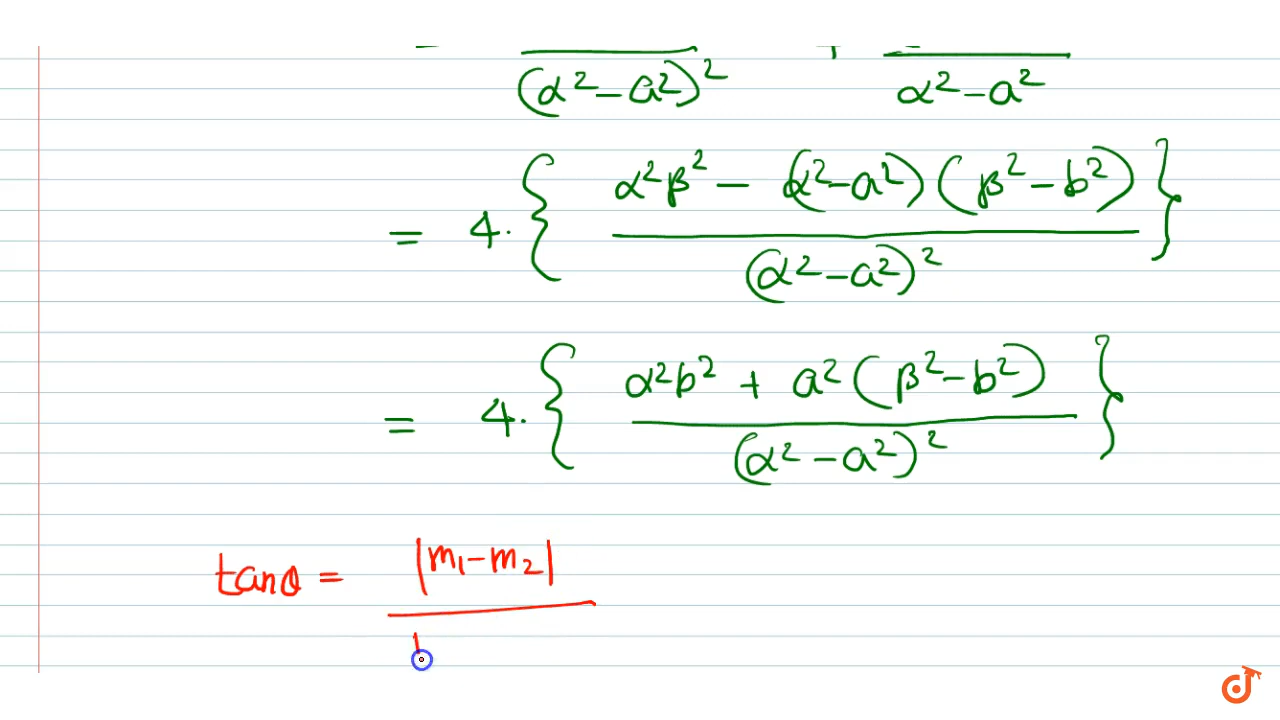 = ——— + ———
(α² – a²)² α² – a²
= 4. { α²β² – (α² – a²) (β² – b²) / (α² – a²)² }
= 4. { α²b² + a² (β² – b²) / (α² – a²)² }
tanθ = |m₁ – m₂|